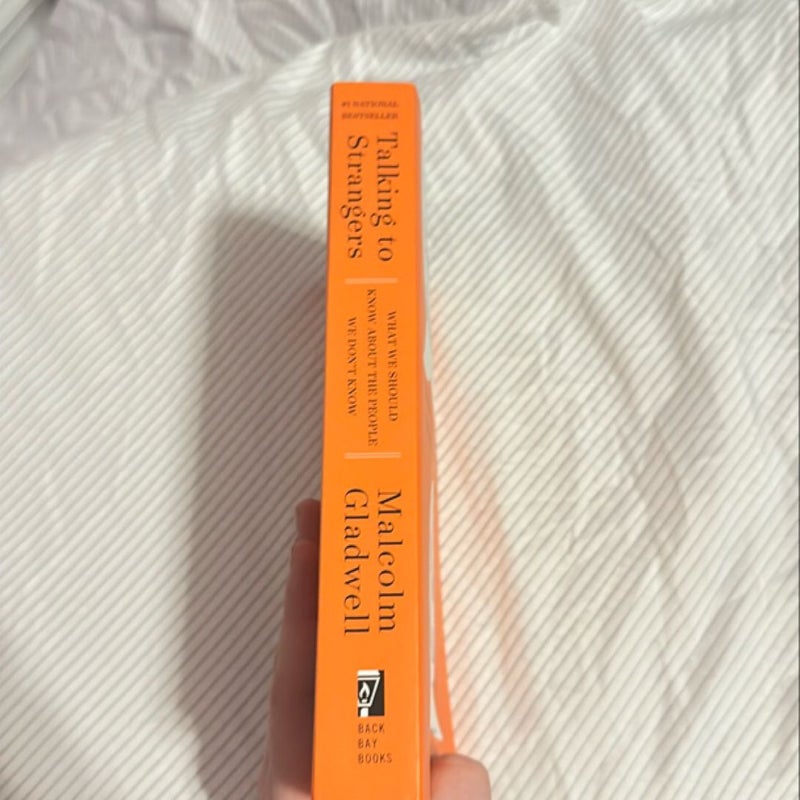 #1 NATIONAL
BESTSELLER
Talking to
Strangers
WHAT WE SHOULD
KNOW ABOUT THE PEOPLE
WE DON'T KNOW
Malcolm
Gladwell
BACK
BAY
BOOKS